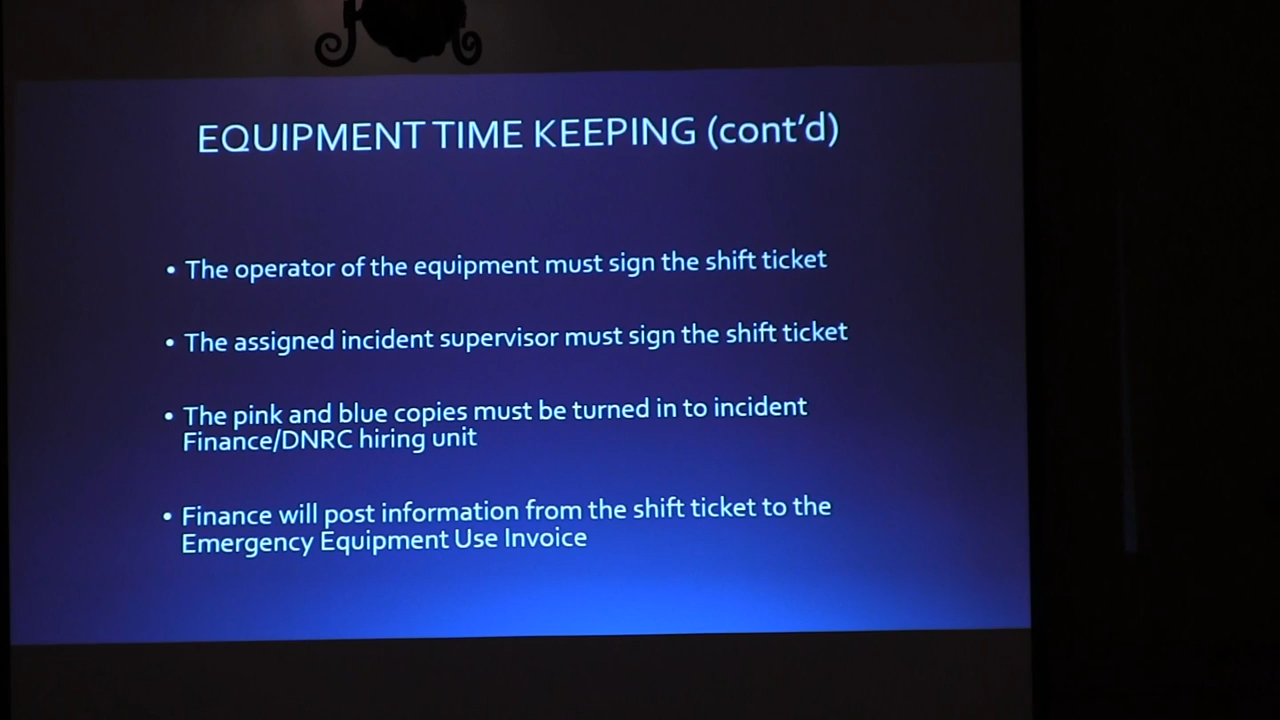 EQUIPMENT TIME KEEPING (cont'd)
• The operator of the equipment must sign the shift ticket
• The assigned incident supervisor must sign the shift ticket
• The pink and blue copies must be turned in to incident
Finance/DNRC hiring unit
• Finance will post information from the shift ticket to the
Emergency Equipment Use Invoice